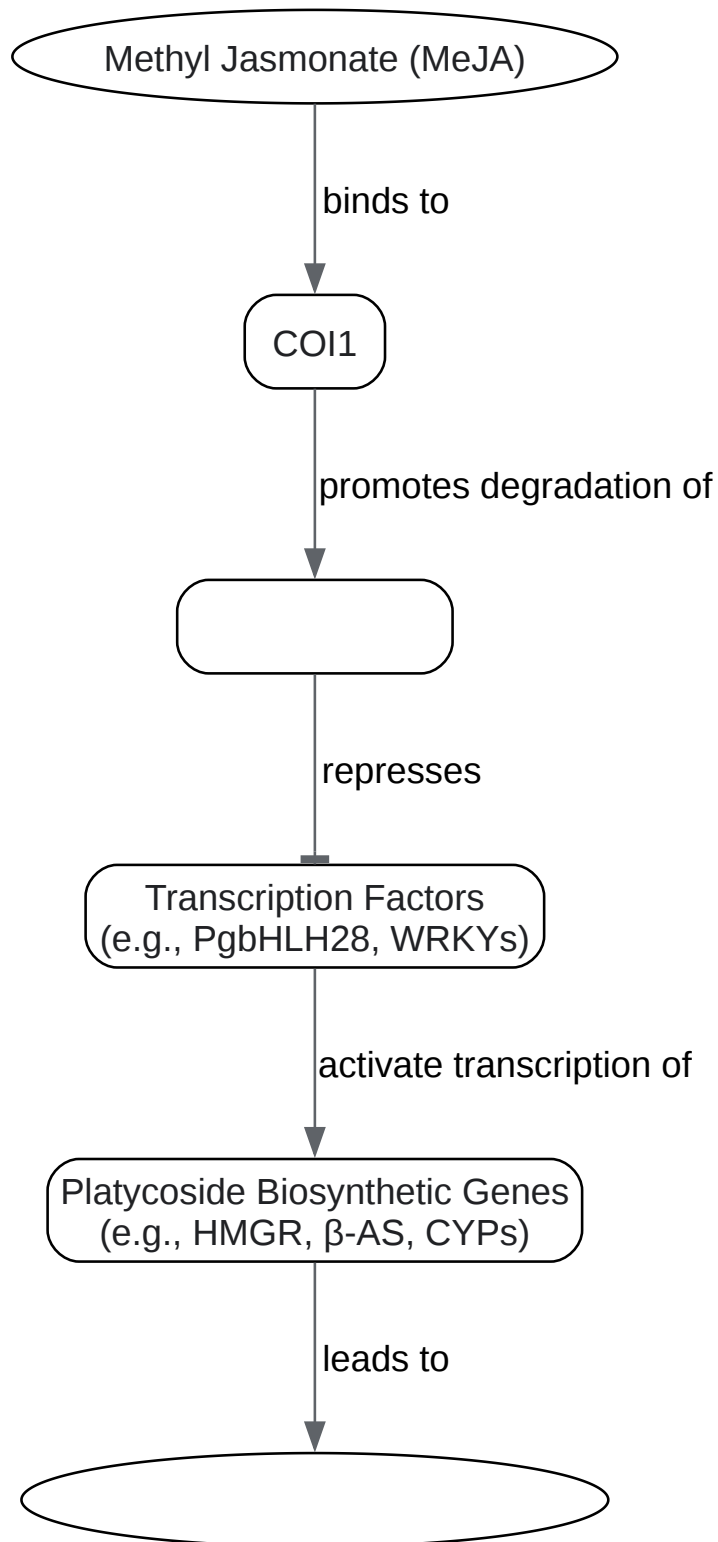 Methyl Jasmonate (MeJA)
binds to
COI1
promotes degradation of
represses
Transcription Factors
(e.g., PgbHLH28, WRKYs)
activate transcription of
Platycoside Biosynthetic Genes
(e.g., HMGR, β-AS, CYPs)
leads to